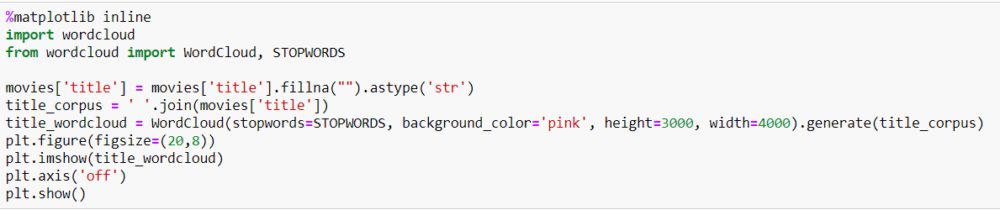 %matplotlib inline
import wordcloud
from wordcloud import WordCloud, STOPWORDS

movies['title'] = movies['title'].fillna("").astype('str')
title_corpus = ' '.join(movies['title'])
title_wordcloud = WordCloud(stopwords=STOPWORDS, background_color='pink', height=3000, width=4000).generate(title_corpus)
plt.figure(figsize=(20,8))
plt.imshow(title_wordcloud)
plt.axis('off')
plt.show()